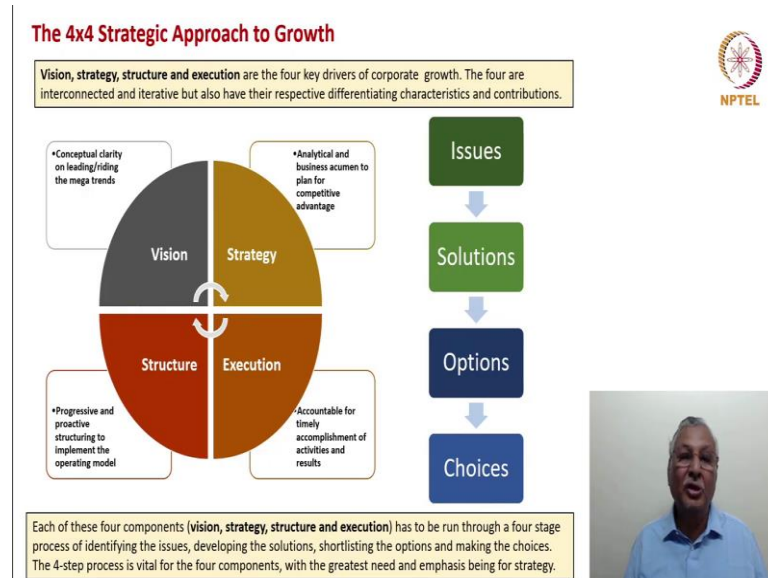 The 4x4 Strategic Approach to Growth
Vision, strategy, structure and execution are the four key drivers of corporate growth. The four are
interconnected and iterative but also have their respective differentiating characteristics and contributions.
NPTEL
•Conceptual clarity
on leading/riding
the mega trends
•Analytical and
business acumen to
plan for
competitive
advantage
Vision
Strategy
Structure
Execution
•Progressive and
proactive
structuring to
implement the
operating model
•Accountable for
timely
accomplishment of
activities and
results
Issues
Solutions
Options
Choices
Each of these four components (vision, strategy, structure and execution) has to be run through a four stage
process of identifying the issues, developing the solutions, shortlisting the options and making the choices.
The 4-step process is vital for the four components, with the greatest need and emphasis being for strategy.